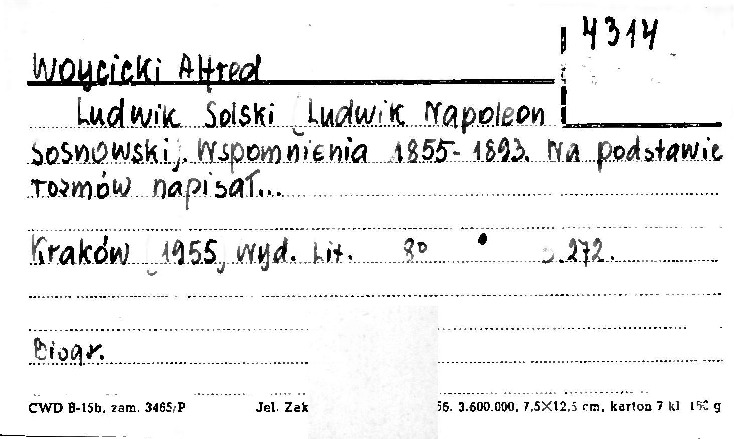 4314
Woycicki Alfred
Ludwik Solski [Ludwik Napoleon
Sosnowski]. Wspomnienia 1855-1893. Na podstawie
rozmów napisał...
Kraków [1955] Wyd. Lit. 8° s.272.
Biogr.
CWD B-15b, zam. 3465/P Jel. Zak 56. 3.600.000, 7,5X12,5 cm, karton 7 kl 150 g